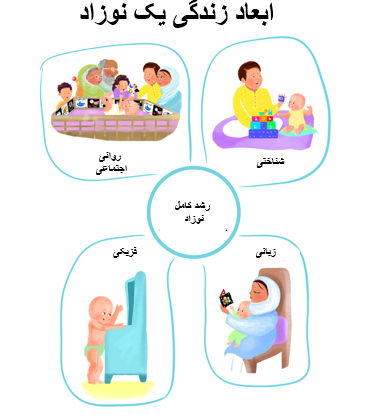 ابعاد زندگی یک نوزاد
روانی
اجتماعی
شناختی
رشد کامل
نوزاد
فزیکی
زبانی